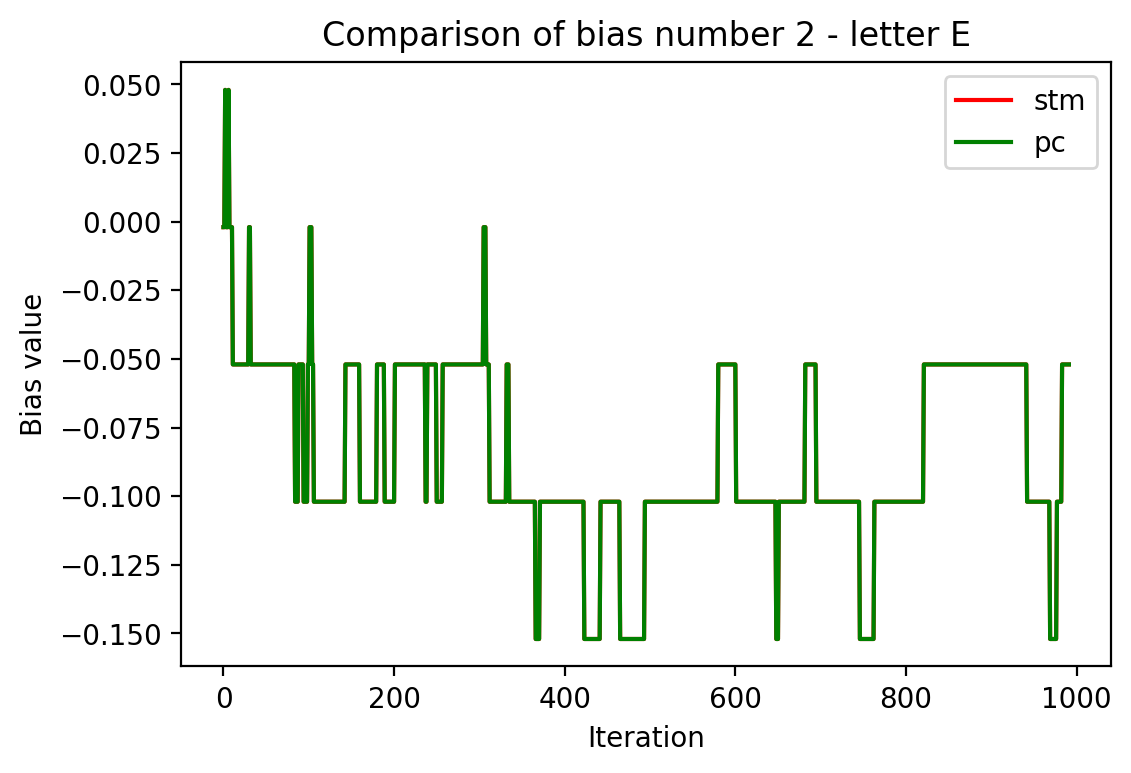 Comparison of bias number 2 - letter E
stm
pc
0.050
0.025
0.000
−0.025
−0.050
−0.075
−0.100
−0.125
−0.150
Bias value
0 200 400 600 800 1000
Iteration